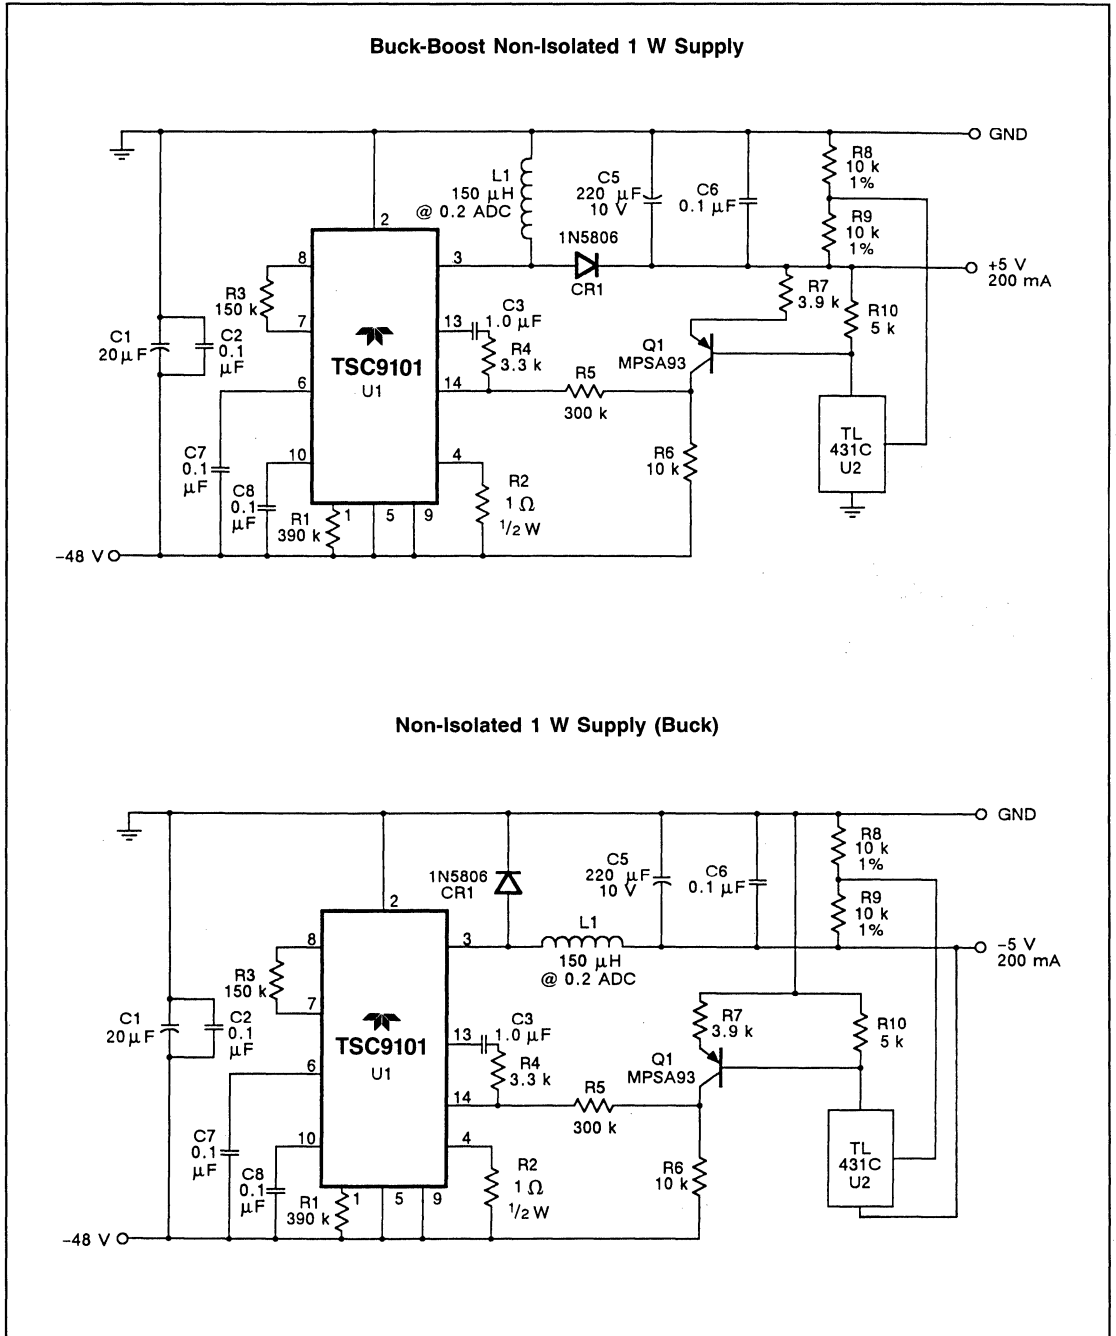 Buck-Boost Non-Isolated 1 W Supply
GND
R8
10 k
1%
L1
150 μH
@ 0.2 ADC
C5
220 μF
10 V
C6
0.1 μF
2
R9
10 k
1%
1N5806
CR1
8
3
+5 V
200 mA
R3
150 k
R7
3.9 k
R10
5 k
C1
20μF
C2
0.1
μF
7
13
C3
1.0 μF
R4
3.3 k
Q1
MPSA93
TSC9101
U1
6
14
R5
300 k
TL
431C
U2
C7
0.1
μF
10
4
R6
10 k
C8
0.1
μF
R2
1 Ω
1/2 W
R1
390 k
1
5
9
-48 V
Non-Isolated 1 W Supply (Buck)
GND
R8
10 k
1%
1N5806
CR1
C5
220 μF
10 V
C6
0.1 μF
2
R9
10 k
1%
L1
150 μH
@ 0.2 ADC
8
3
-5 V
200 mA
R3
150 k
7
R7
3.9 k
R10
5 k
C1
20μF
C2
0.1
μF
13
C3
1.0 μF
R4
3.3 k
Q1
MPSA93
TSC9101
U1
6
14
R5
300 k
TL
431C
U2
C7
0.1
μF
10
4
R6
10 k
C8
0.1
μF
R2
1 Ω
1/2 W
R1
390 k
1
5
9
-48 V